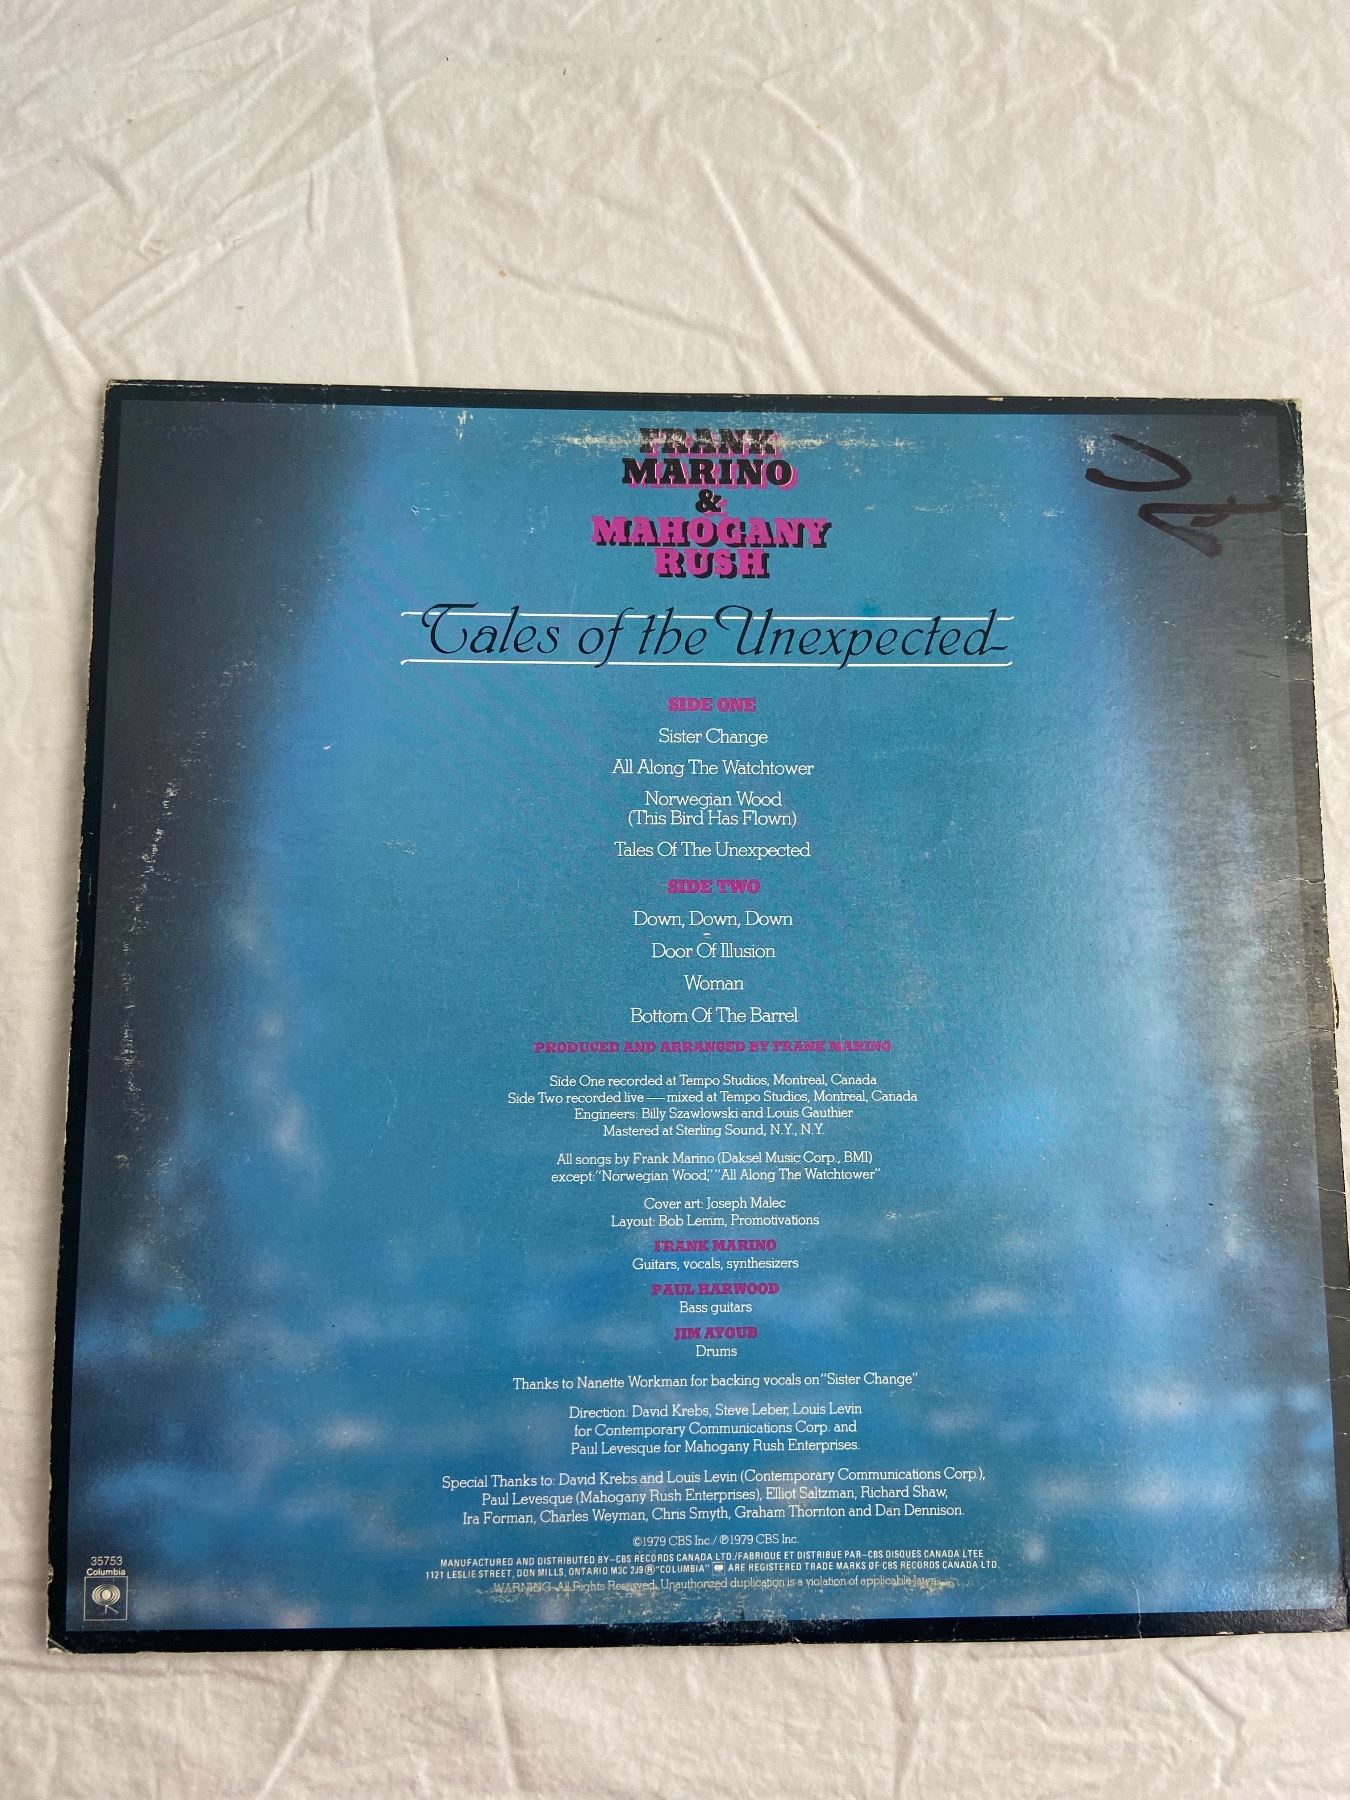 FRANK
MARINO
&
MAHOGANY
RUSH
Tales of the Unexpected
SIDE ONE
Sister Change
All Along The Watchtower
Norwegian Wood
(This Bird Has Flown)
Tales Of The Unexpected
SIDE TWO
Down, Down, Down
Door Of Illusion
Woman
Bottom Of The Barrel
PRODUCED AND ARRANGED BY FRANK MARINO
Side One recorded at Tempo Studios, Montreal, Canada
Side Two recorded live — mixed at Tempo Studios, Montreal, Canada
Engineers: Billy Szawlowski and Louis Gauthier
Mastered at Sterling Sound, N.Y., N.Y.
All songs by Frank Marino (Daksel Music Corp., BMI)
except: "Norwegian Wood," "All Along The Watchtower"
Cover art: Joseph Malec
Layout: Bob Lemm, Promotivations
FRANK MARINO
Guitars, vocals, synthesizers
PAUL HARWOOD
Bass guitars
JIM AYOUB
Drums
Thanks to Nanette Workman for backing vocals on "Sister Change"
Direction: David Krebs, Steve Leber, Louis Levin
for Contemporary Communications Corp. and
Paul Levesque for Mahogany Rush Enterprises.
Special Thanks to: David Krebs and Louis Levin (Contemporary Communications Corp.),
Paul Levesque (Mahogany Rush Enterprises), Elliot Saltzman, Richard Shaw,
Ira Forman, Charles Weyman, Chris Smyth, Graham Thornton and Dan Dennison.
©1979 CBS Inc./ ℗1979 CBS Inc.
MANUFACTURED AND DISTRIBUTED BY–CBS RECORDS CANADA LTD./FABRIQUE ET DISTRIBUE PAR–CBS DISQUES CANADA LTEE
1121 LESLIE STREET, DON MILLS, ONTARIO M3C 2J9 ® "COLUMBIA" ARE REGISTERED TRADE MARKS OF CBS RECORDS CANADA LTD.
WARNING–All Rights Reserved. Unauthorized duplication is a violation of applicable laws.
35753
Columbia